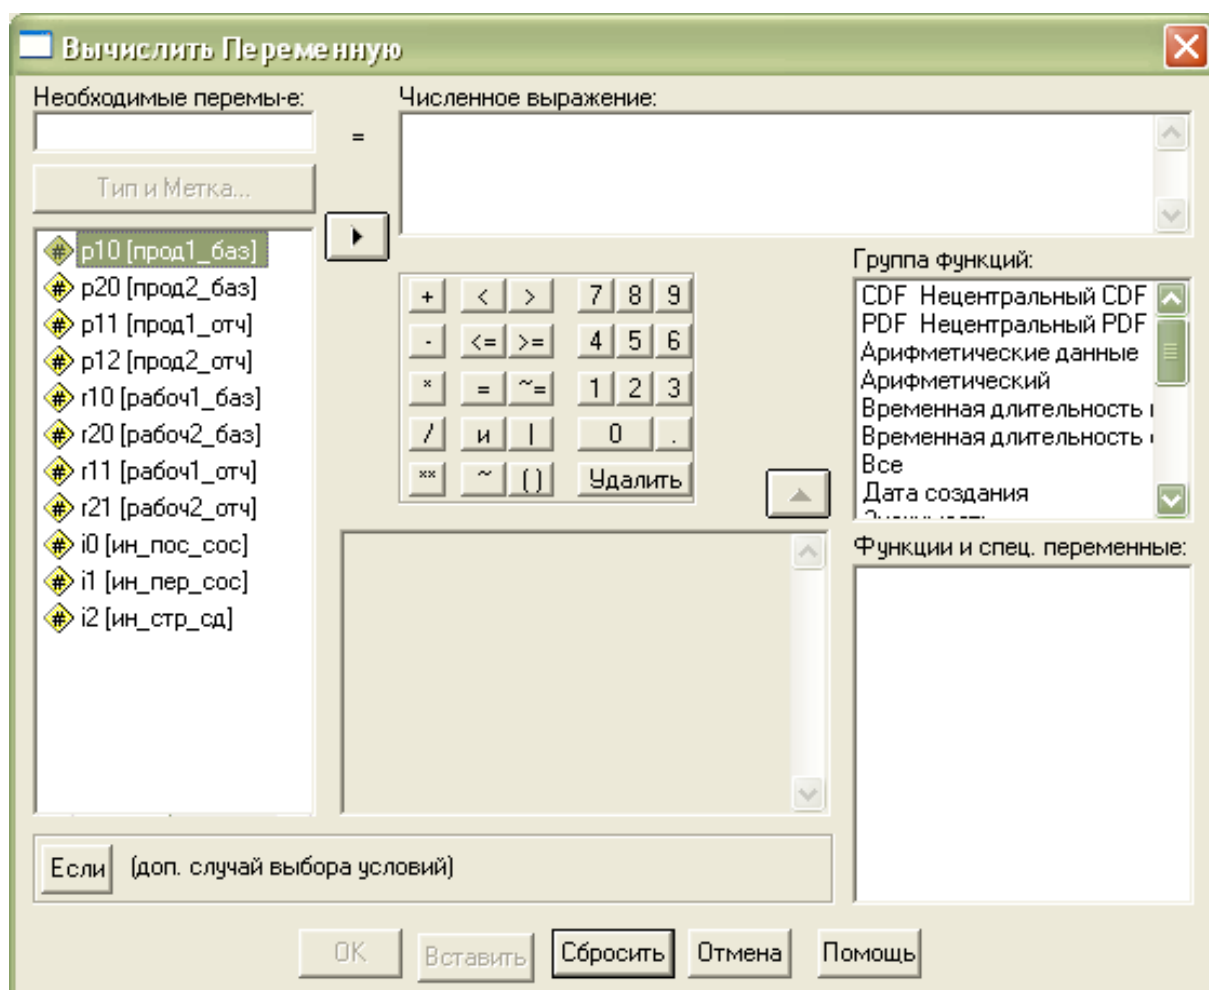 Вычислить Переменную
Необходимые перемы-е:
Численное выражение:
=
Тип и Метка...
# p10 [прод1_баз]
# p20 [прод2_баз]
# p11 [прод1_отч]
# p12 [прод2_отч]
# r10 [рабоч1_баз]
# r20 [рабоч2_баз]
# r11 [рабоч1_отч]
# r21 [рабоч2_отч]
# i0 [ин_пос_сос]
# i1 [ин_пер_сос]
# i2 [ин_стр_сд]
+ < > 7 8 9
- <= >= 4 5 6
* = ~= 1 2 3
/ и | 0 .
** ~ () Удалить
Группа функций:
CDF Нецентральный CDF
PDF Нецентральный PDF
Арифметические данные
Арифметический
Временная длительность
Временная длительность
Все
Дата создания
Функции и спец. переменные:
Если (доп. случай выбора условий)
OK Вставить Сбросить Отмена Помощь